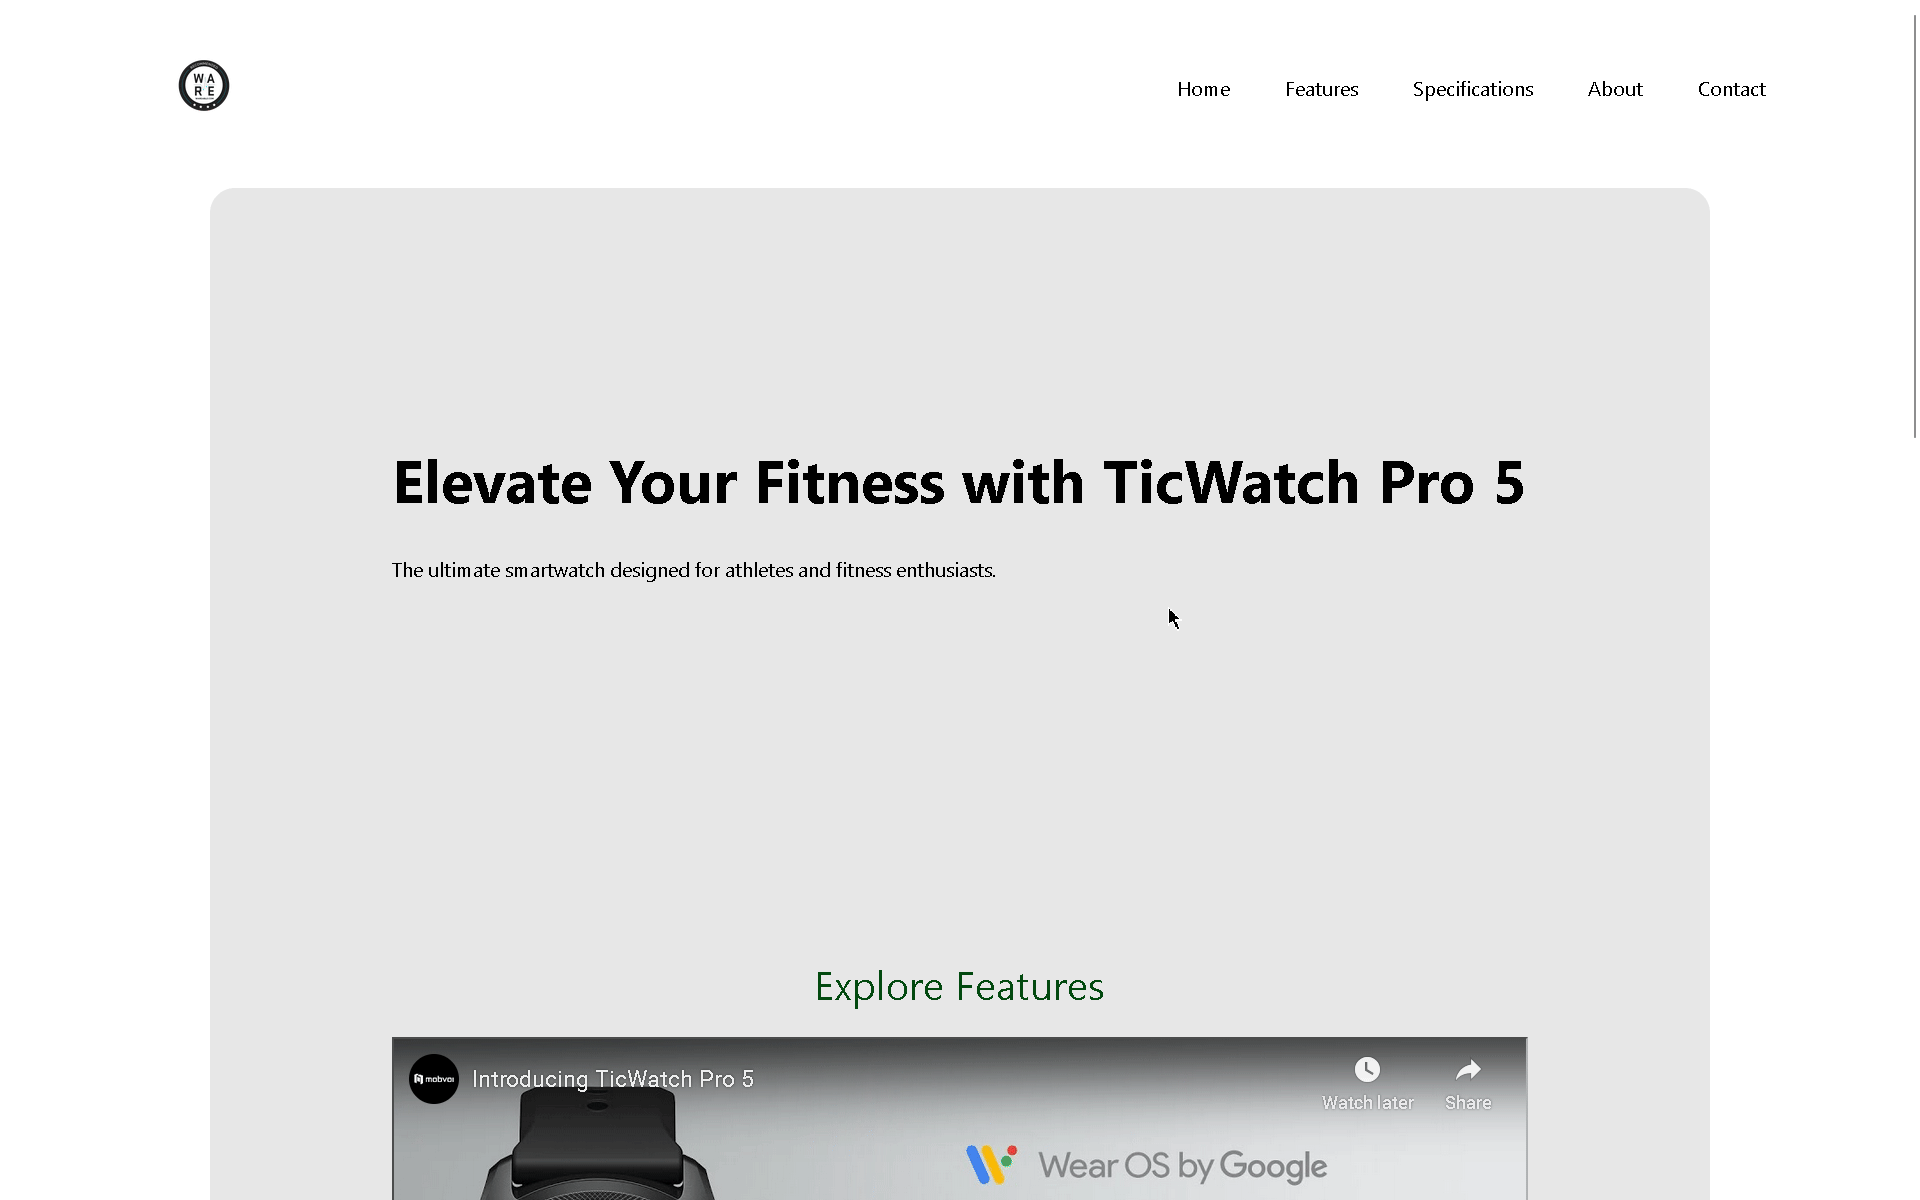 WA
RE
Home Features Specifications About Contact
Elevate Your Fitness with TicWatch Pro 5
The ultimate smartwatch designed for athletes and fitness enthusiasts.
Explore Features
mobvoi
Introducing TicWatch Pro 5
Watch later Share
Wear OS by Google